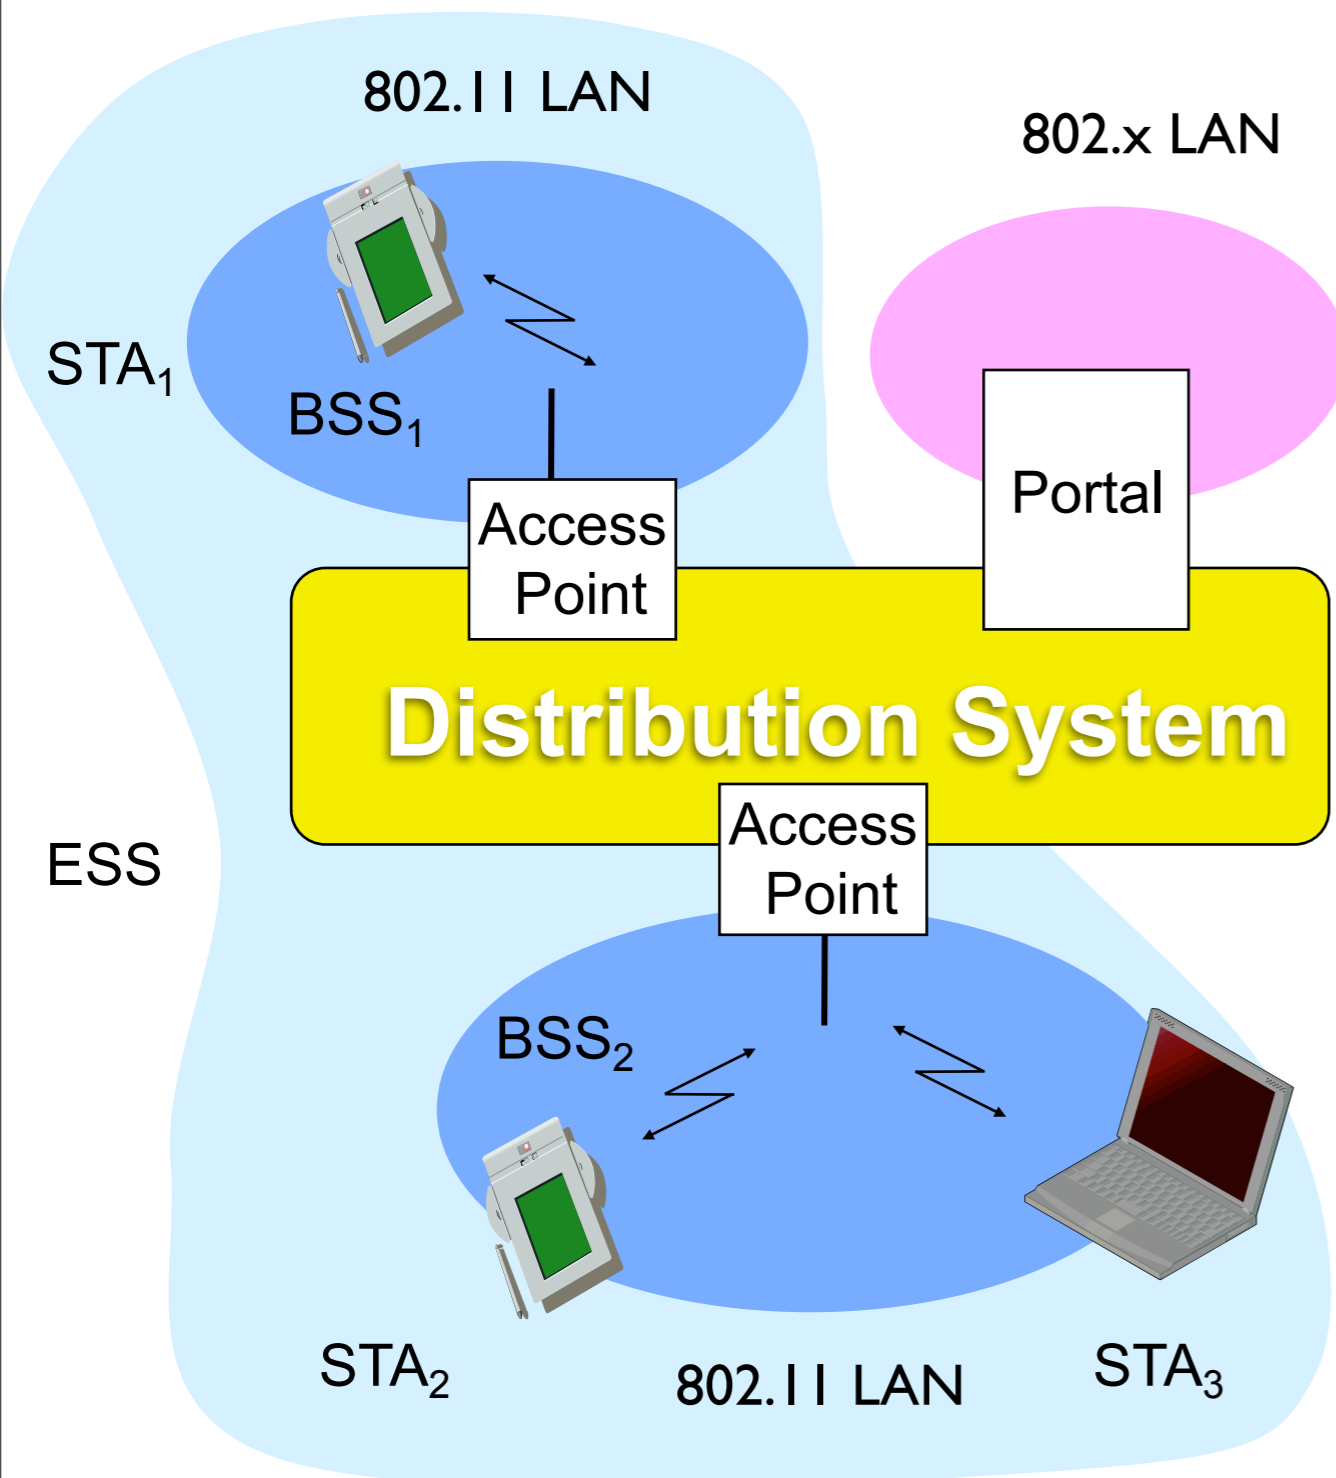 802.11 LAN
802.x LAN
STA₁
BSS₁
Access
Point
Portal
Distribution System
Access
Point
ESS
BSS₂
STA₂
802.11 LAN
STA₃